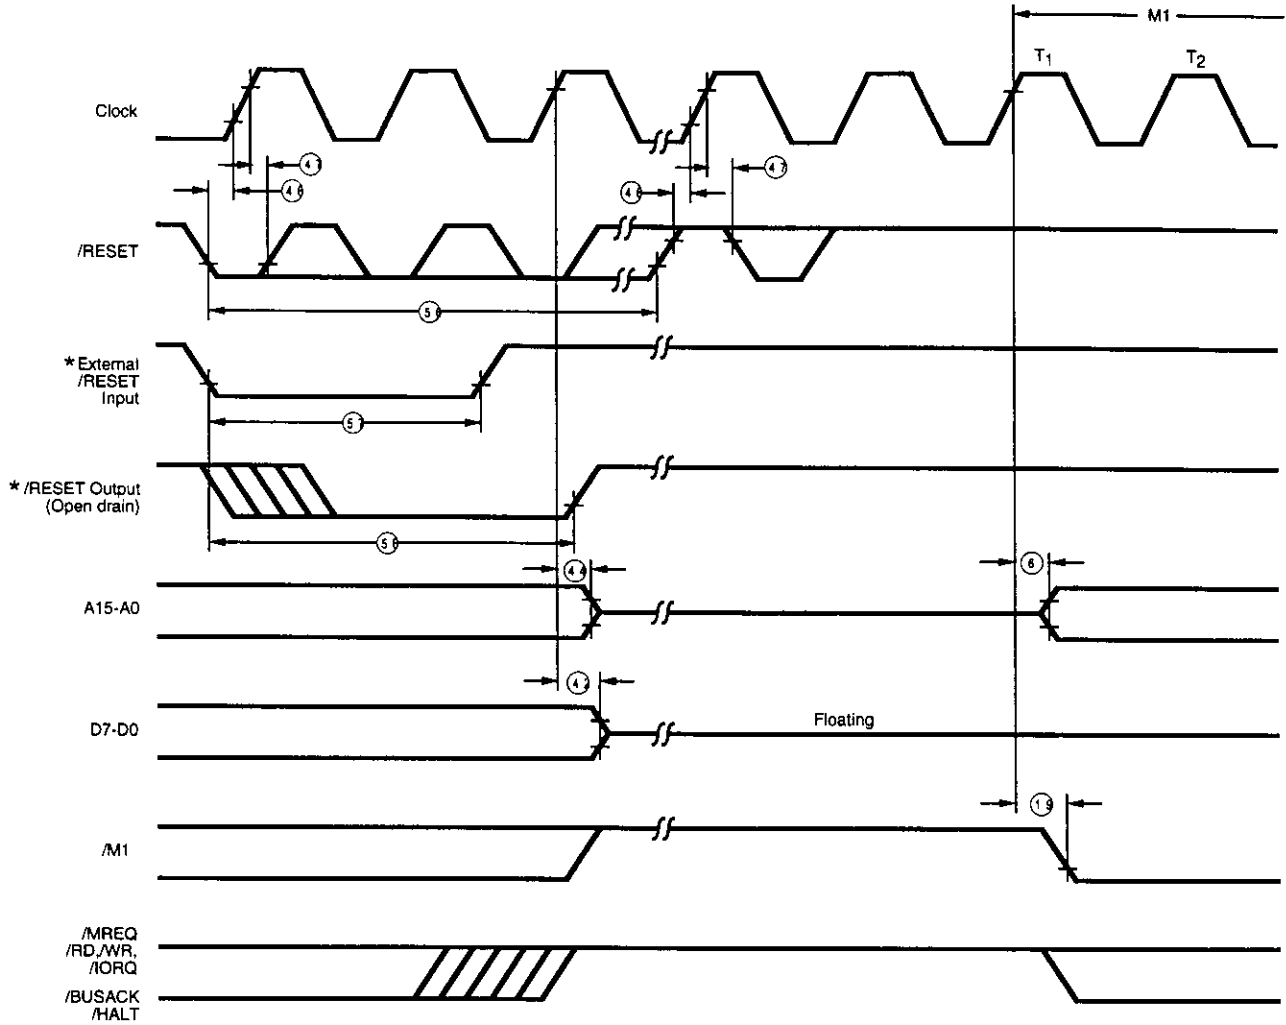 M1
T1
T2
Clock
47
46
46
47
/RESET
56
* External
/RESET
Input
57
* /RESET Output
(Open drain)
58
44
6
A15-A0
42
D7-D0
Floating
19
/M1
/MREQ
/RD,/WR,
/IORQ
/BUSACK
/HALT